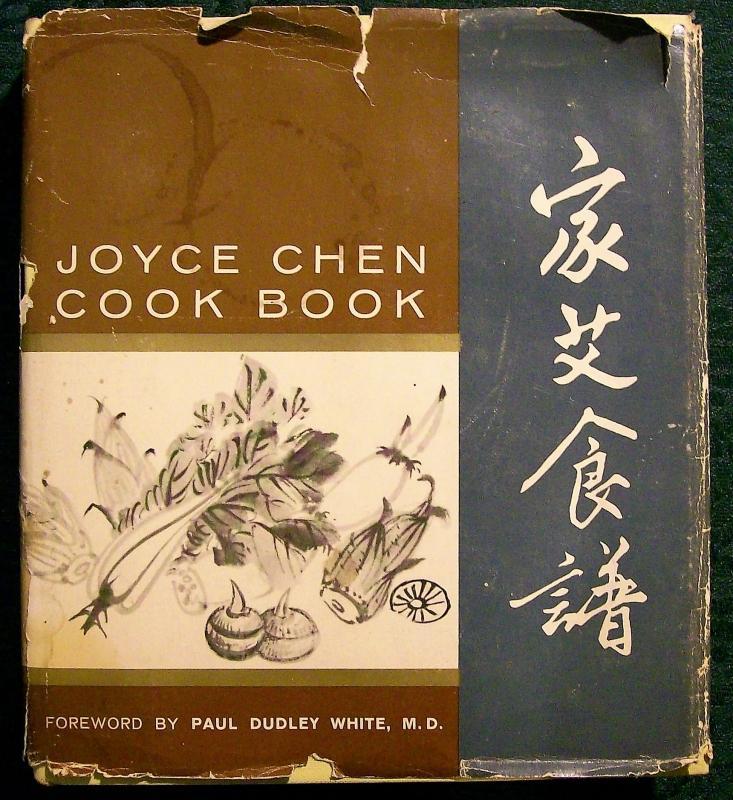 JOYCE CHEN
COOK BOOK
家艾食譜
FOREWORD BY PAUL DUDLEY WHITE, M.D.